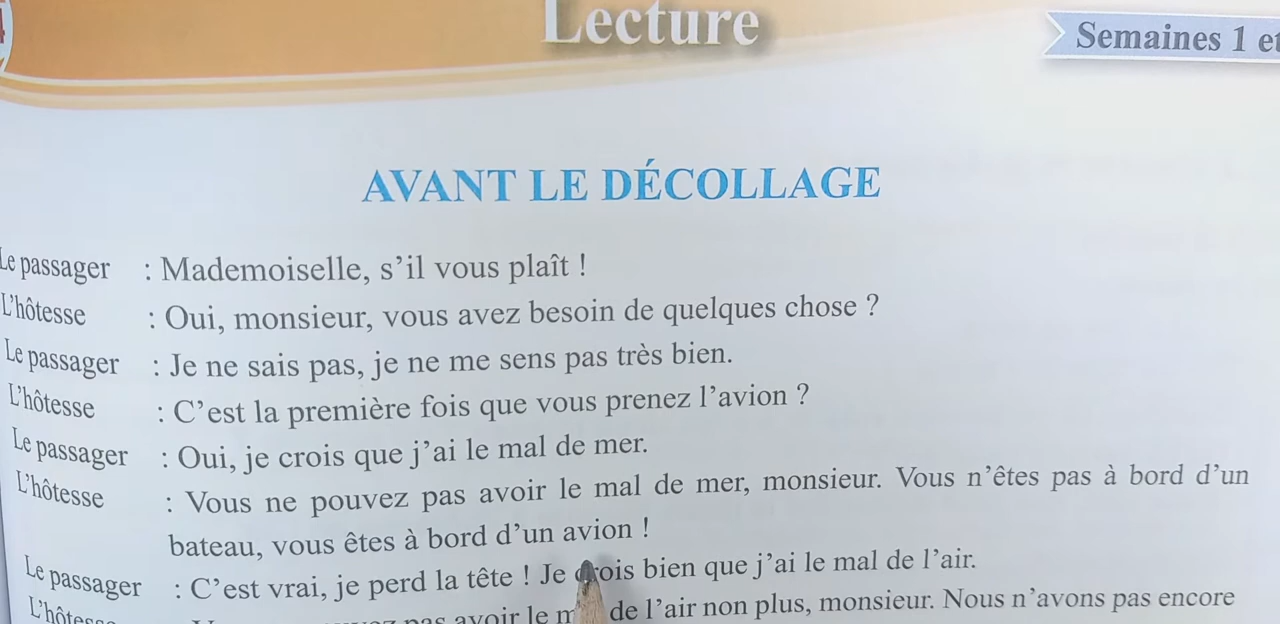 Lecture
Semaines 1 et
AVANT LE DÉCOLLAGE
Le passager : Mademoiselle, s'il vous plaît !
L'hôtesse : Oui, monsieur, vous avez besoin de quelques chose ?
Le passager : Je ne sais pas, je ne me sens pas très bien.
L'hôtesse : C'est la première fois que vous prenez l'avion ?
Le passager : Oui, je crois que j'ai le mal de mer.
L'hôtesse : Vous ne pouvez pas avoir le mal de mer, monsieur. Vous n'êtes pas à bord d'un
bateau, vous êtes à bord d'un avion !
Le passager : C'est vrai, je perd la tête ! Je crois bien que j'ai le mal de l'air.
L'hôtesse pas avoir le de l'air non plus, monsieur. Nous n'avons pas encore